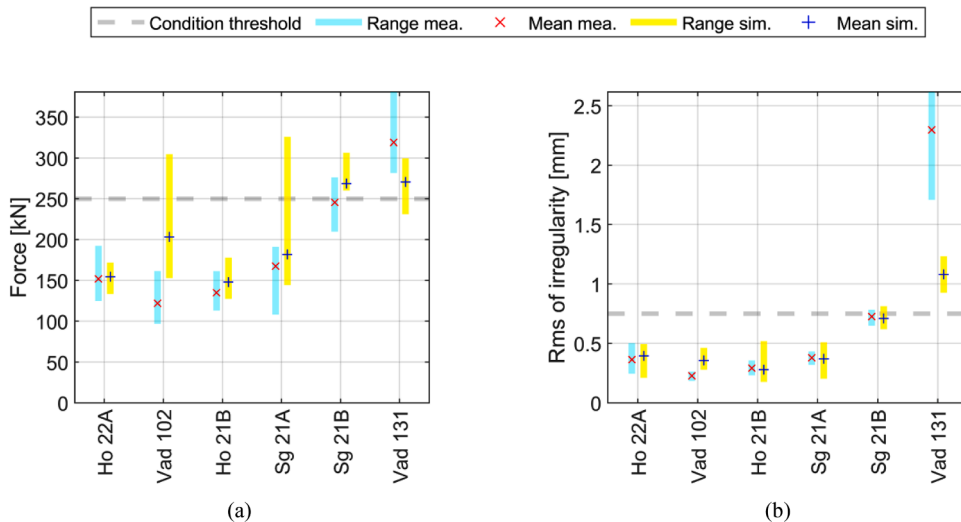 Condition threshold Range mea. Mean mea. Range sim. Mean sim.
Force [kN]
350
300
250
200
150
100
50
0
Ho 22A
Vad 102
Ho 21B
Sg 21A
Sg 21B
Vad 131
(a)
Rms of irregularity [mm]
2.5
2
1.5
1
0.5
0
Ho 22A
Vad 102
Ho 21B
Sg 21A
Sg 21B
Vad 131
(b)